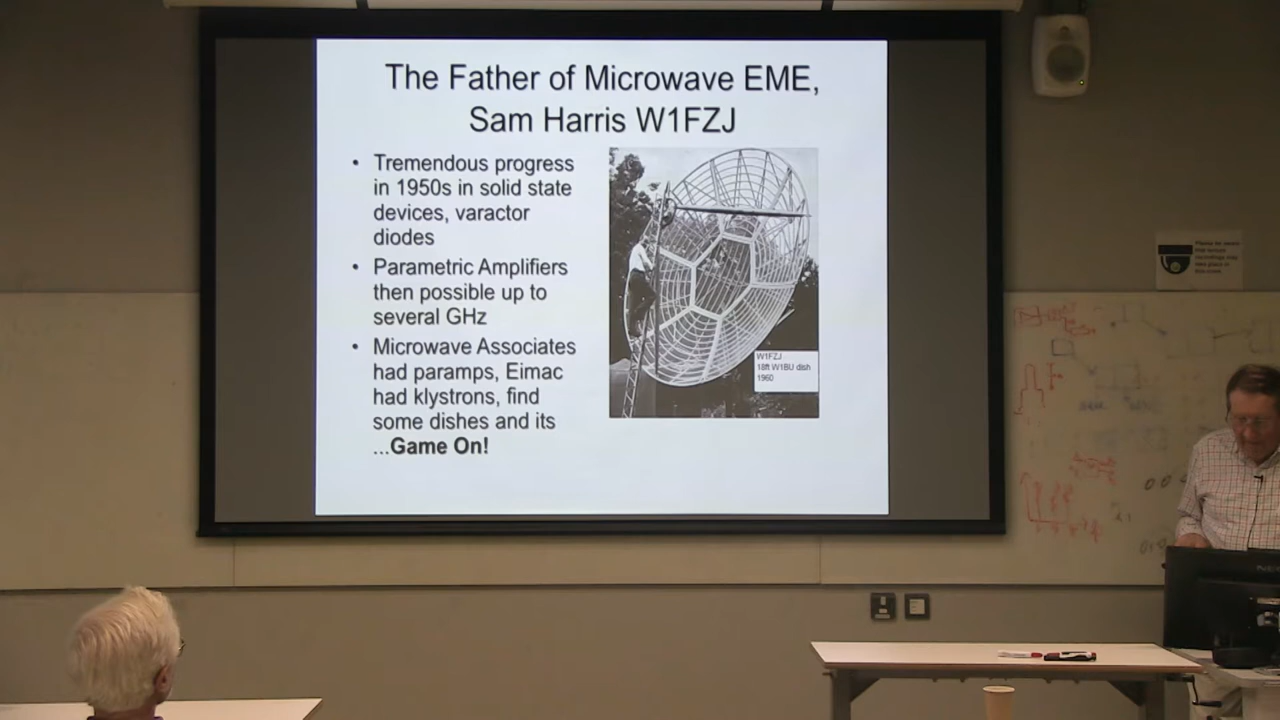 The Father of Microwave EME,
Sam Harris W1FZJ
• Tremendous progress
in 1950s in solid state
devices, varactor
diodes
• Parametric Amplifiers
then possible up to
several GHz
• Microwave Associates
had paramps, Eimac
had klystrons, find
some dishes and its
...Game On!
W1FZJ
18ft W1BU dish
1960